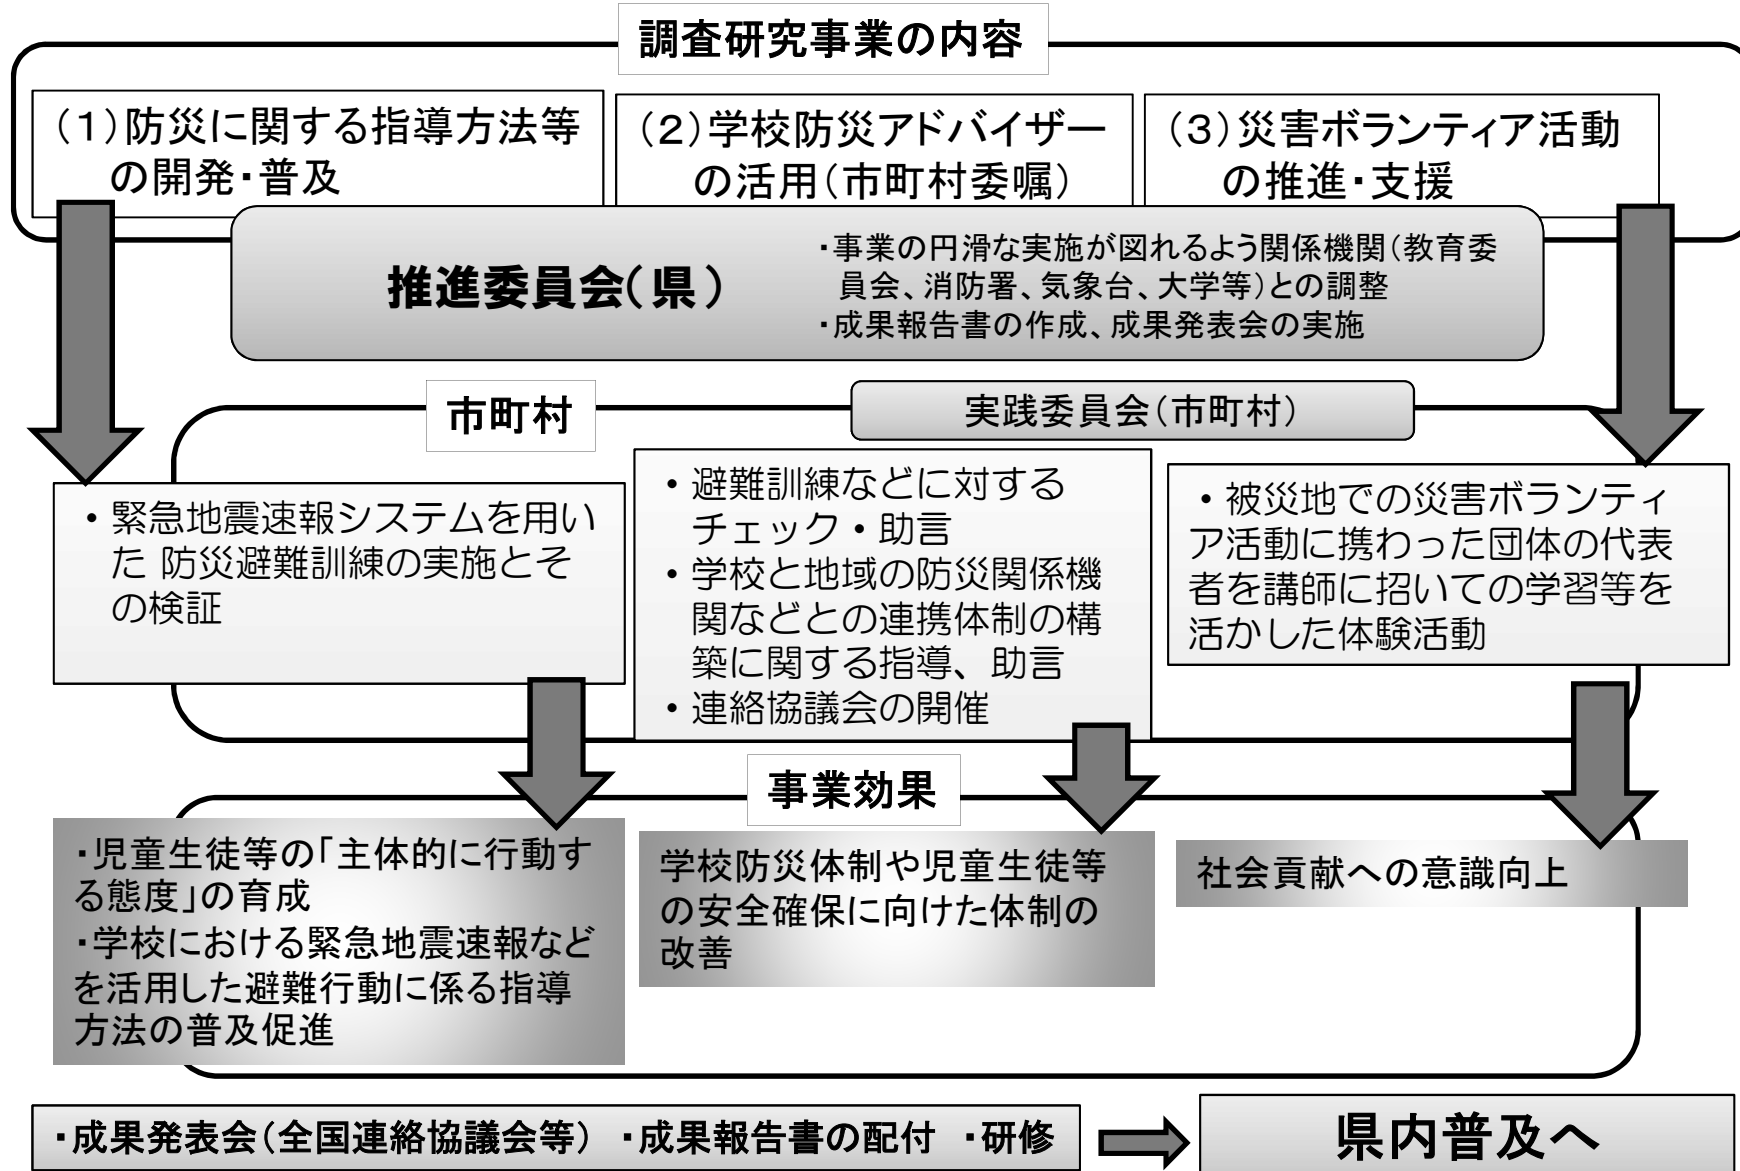 調査研究事業の内容
(1)防災に関する指導方法等
の開発・普及
(2)学校防災アドバイザー
の活用(市町村委嘱)
(3)災害ボランティア活動
の推進・支援
推進委員会(県)
・事業の円滑な実施が図れるよう関係機関(教育委
員会、消防署、気象台、大学等)との調整
・成果報告書の作成、成果発表会の実施
市町村
実践委員会(市町村)
・緊急地震速報システムを用い
た 防災避難訓練の実施とそ
の検証
・避難訓練などに対する
チェック・助言
・学校と地域の防災関係機
関などとの連携体制の構
築に関する指導、助言
・連絡協議会の開催
・被災地での災害ボランティ
ア活動に携わった団体の代表
者を講師に招いての学習等を
活かした体験活動
事業効果
・児童生徒等の「主体的に行動す
る態度」の育成
・学校における緊急地震速報など
を活用した避難行動に係る指導
方法の普及促進
学校防災体制や児童生徒等
の安全確保に向けた体制の
改善
社会貢献への意識向上
・成果発表会(全国連絡協議会等) ・成果報告書の配付 ・研修
県内普及へ